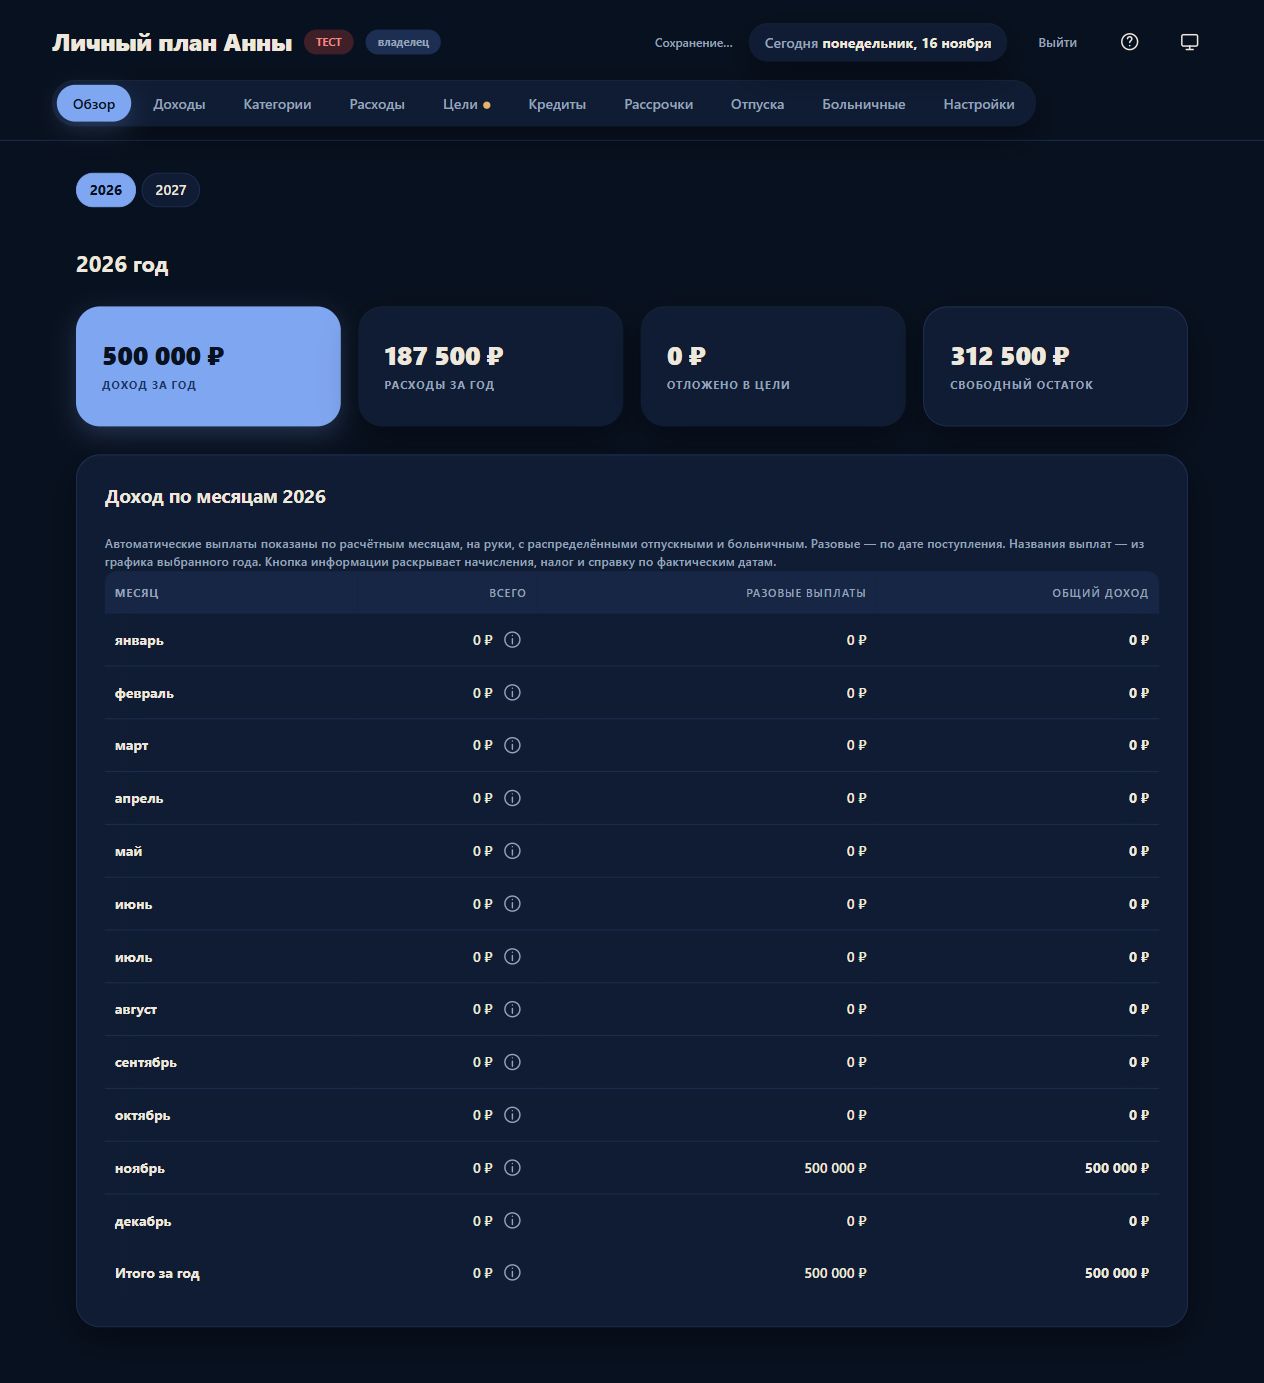 Личный план Анны ТЕСТ владелец Сохранение... Сегодня понедельник, 16 ноября Выйти
Обзор Доходы Категории Расходы Цели Кредиты Рассрочки Отпуска Больничные Настройки
2026 2027
2026 год
500 000 ₽ 187 500 ₽ 0 ₽ 312 500 ₽
ДОХОД ЗА ГОД РАСХОДЫ ЗА ГОД ОТЛОЖЕНО В ЦЕЛИ СВОБОДНЫЙ ОСТАТОК
Доход по месяцам 2026
Автоматические выплаты показаны по расчётным месяцам, на руки, с распределёнными отпускными и больничным. Разовые — по дате поступления. Названия выплат — из
графика выбранного года. Кнопка информации раскрывает начисления, налог и справку по фактическим датам.
МЕСЯЦ ВСЕГО РАЗОВЫЕ ВЫПЛАТЫ ОБЩИЙ ДОХОД
январь 0 ₽ 0 ₽ 0 ₽
февраль 0 ₽ 0 ₽ 0 ₽
март 0 ₽ 0 ₽ 0 ₽
апрель 0 ₽ 0 ₽ 0 ₽
май 0 ₽ 0 ₽ 0 ₽
июнь 0 ₽ 0 ₽ 0 ₽
июль 0 ₽ 0 ₽ 0 ₽
август 0 ₽ 0 ₽ 0 ₽
сентябрь 0 ₽ 0 ₽ 0 ₽
октябрь 0 ₽ 0 ₽ 0 ₽
ноябрь 0 ₽ 500 000 ₽ 500 000 ₽
декабрь 0 ₽ 0 ₽ 0 ₽
Итого за год 0 ₽ 500 000 ₽ 500 000 ₽